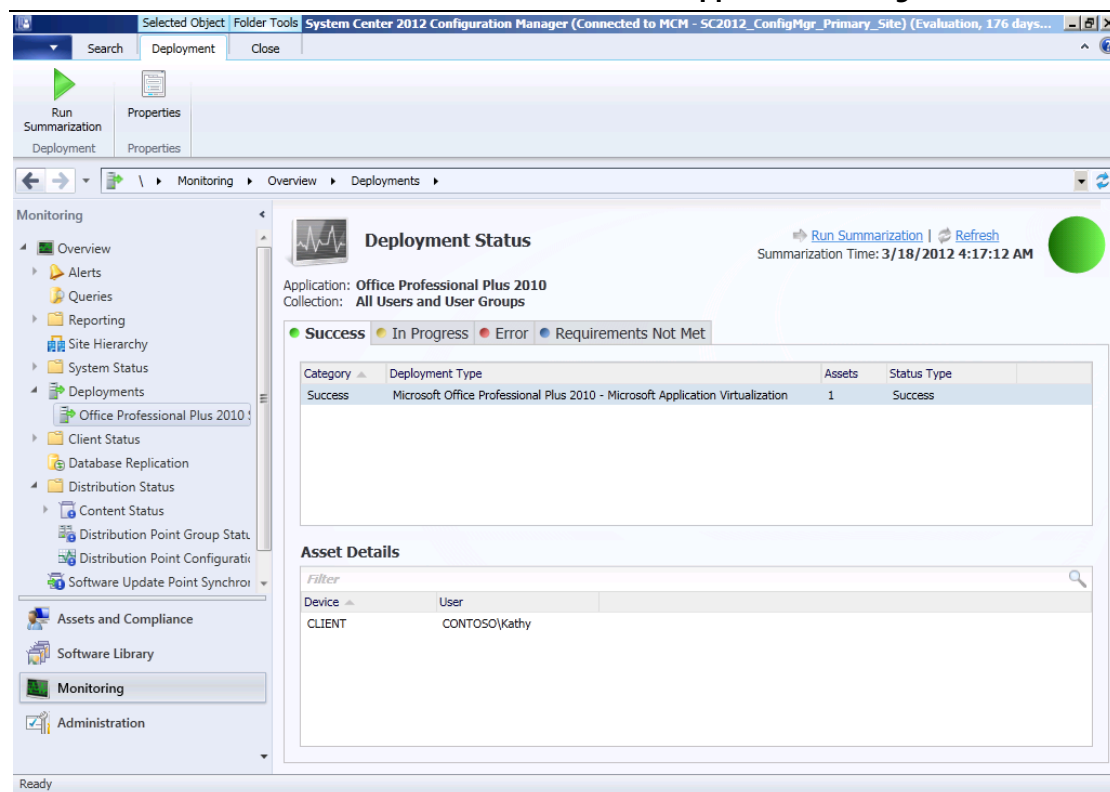 Selected Object Folder Tools System Center 2012 Configuration Manager (Connected to MCM - SC2012_ConfigMgr_Primary_Site) (Evaluation, 176 days...
Search Deployment Close
Run Summarization
Properties
Deployment Properties
\ Monitoring Overview Deployments
Monitoring
Overview
Alerts
Queries
Reporting
Site Hierarchy
System Status
Deployments
Office Professional Plus 2010
Client Status
Database Replication
Distribution Status
Content Status
Distribution Point Group Statu
Distribution Point Configuratio
Software Update Point Synchror
Assets and Compliance
Software Library
Monitoring
Administration
Deployment Status
Run Summarization | Refresh
Summarization Time: 3/18/2012 4:17:12 AM
Application: Office Professional Plus 2010
Collection: All Users and User Groups
Success In Progress Error Requirements Not Met
Category Deployment Type Assets Status Type
Success Microsoft Office Professional Plus 2010 - Microsoft Application Virtualization 1 Success
Asset Details
Filter
Device User
CLIENT CONTOSO\Kathy
Ready